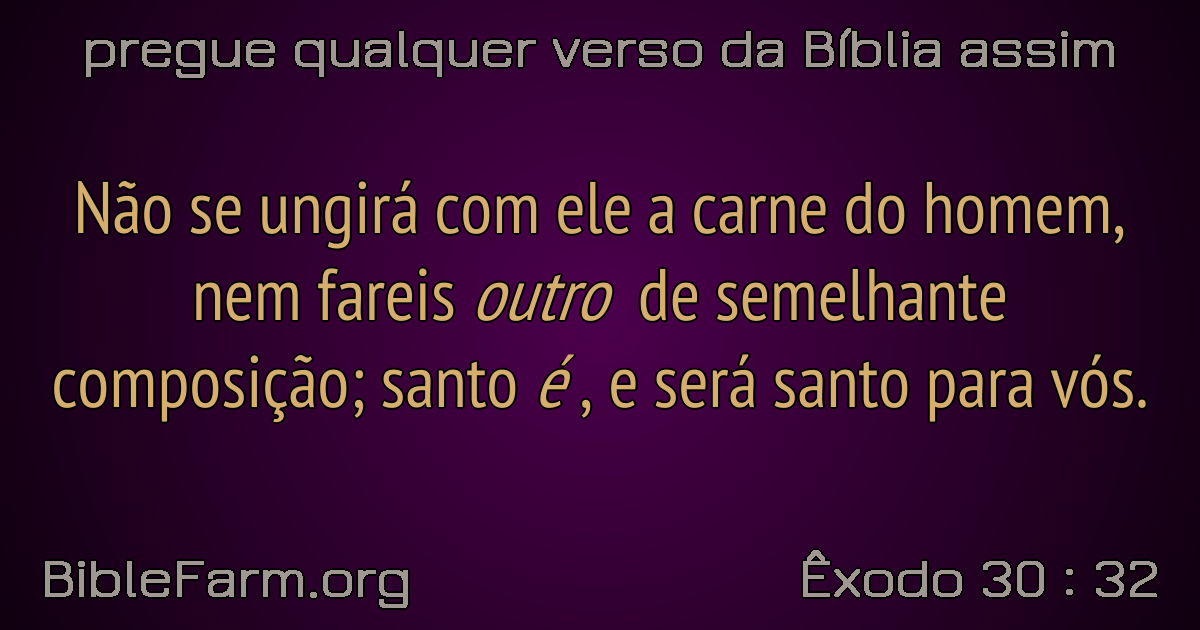 pregue qualquer verso da Bíblia assim
Não se ungirá com ele a carne do homem,
nem fareis outro de semelhante
composição; santo é , e será santo para vós.
BibleFarm.org
Êxodo 30 : 32